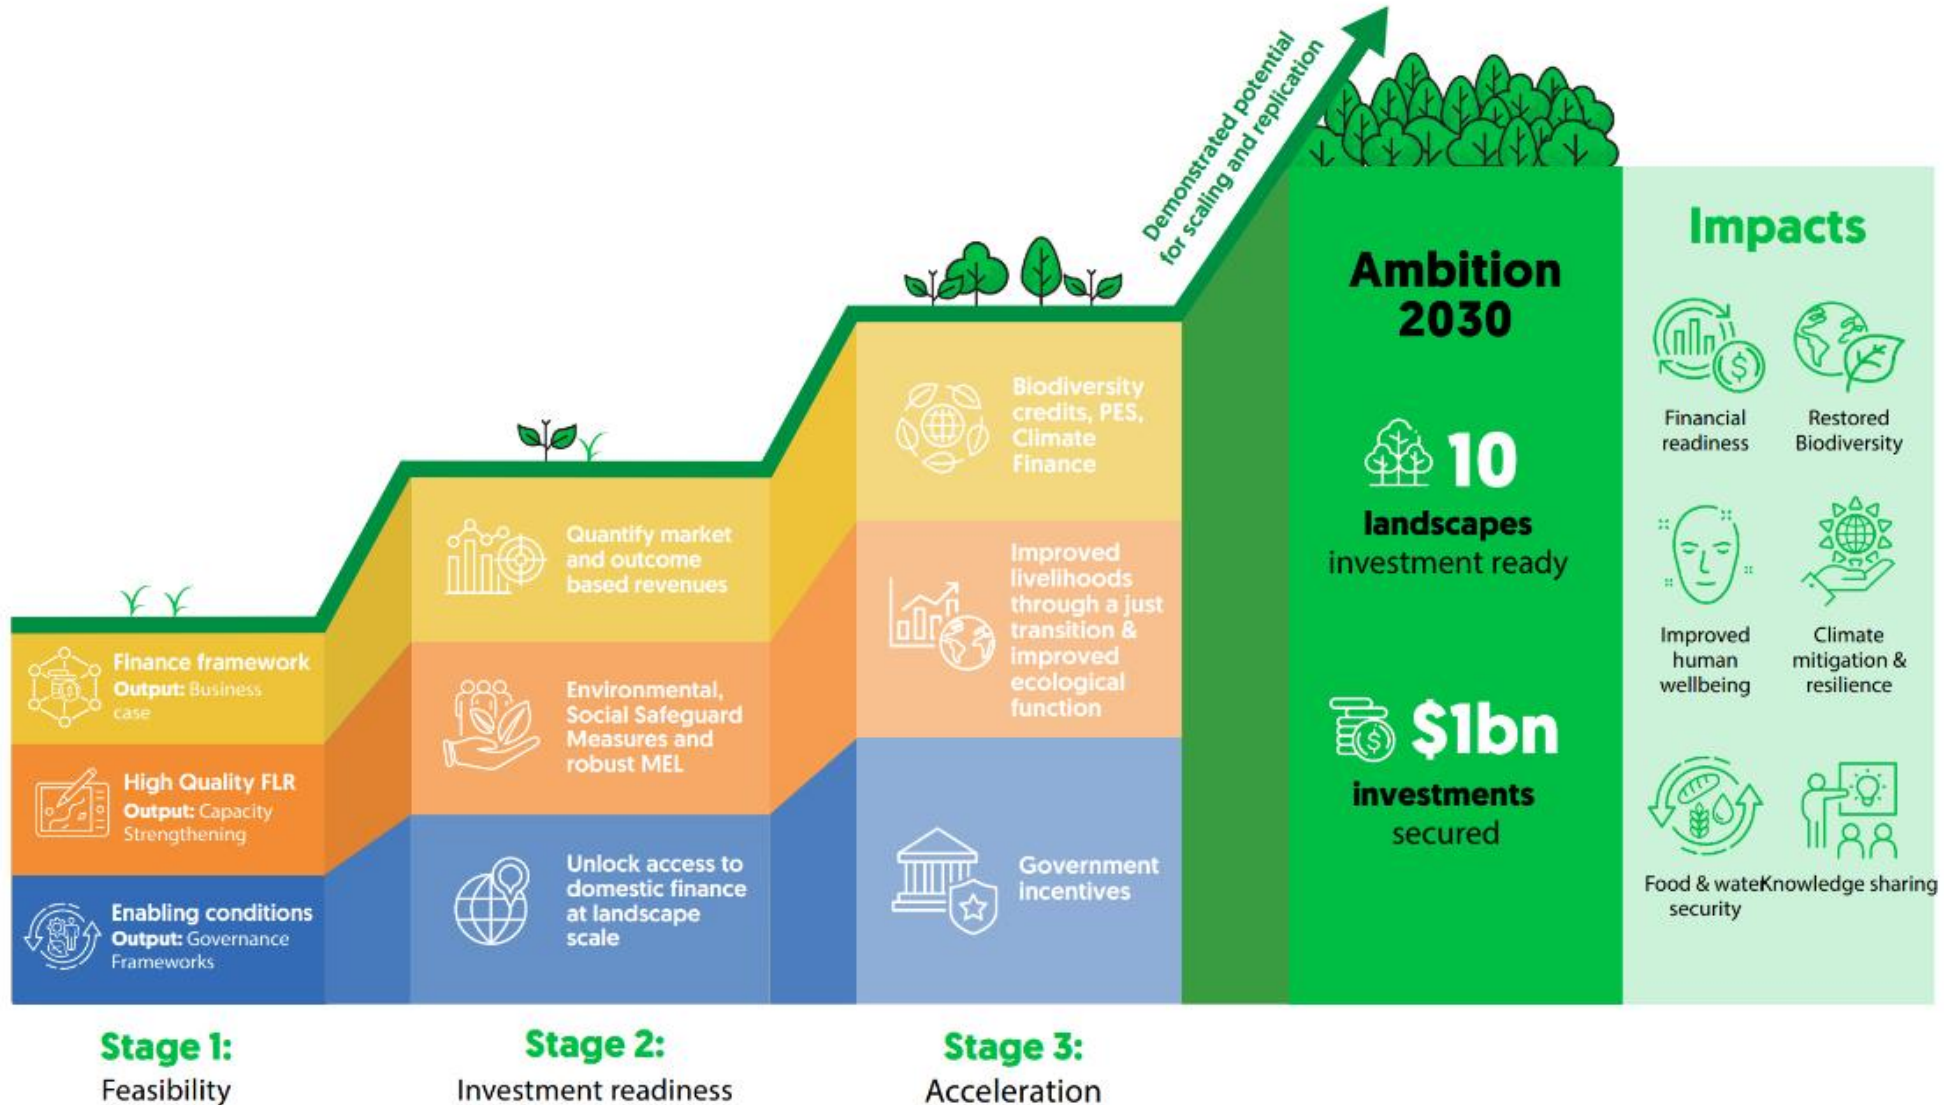 Demonstrated potential
for scaling and replication
Finance framework
Output: Business
case
High Quality FLR
Output: Capacity
Strengthening
Enabling conditions
Output: Governance
Frameworks
Stage 1:
Feasibility
Quantify market
and outcome
based revenues
Environmental,
Social Safeguard
Measures and
robust MEL
Unlock access to
domestic finance
at landscape
scale
Stage 2:
Investment readiness
Biodiversity
credits, PES,
Climate
Finance
Improved
livelihoods
through a just
transition &
improved
ecological
function
Government
incentives
Stage 3:
Acceleration
Ambition
2030
10
landscapes
investment ready
$1bn
investments
secured
Impacts
Financial
readiness
Restored
Biodiversity
Improved
human
wellbeing
Climate
mitigation &
resilience
Food & water
security
Knowledge sharing